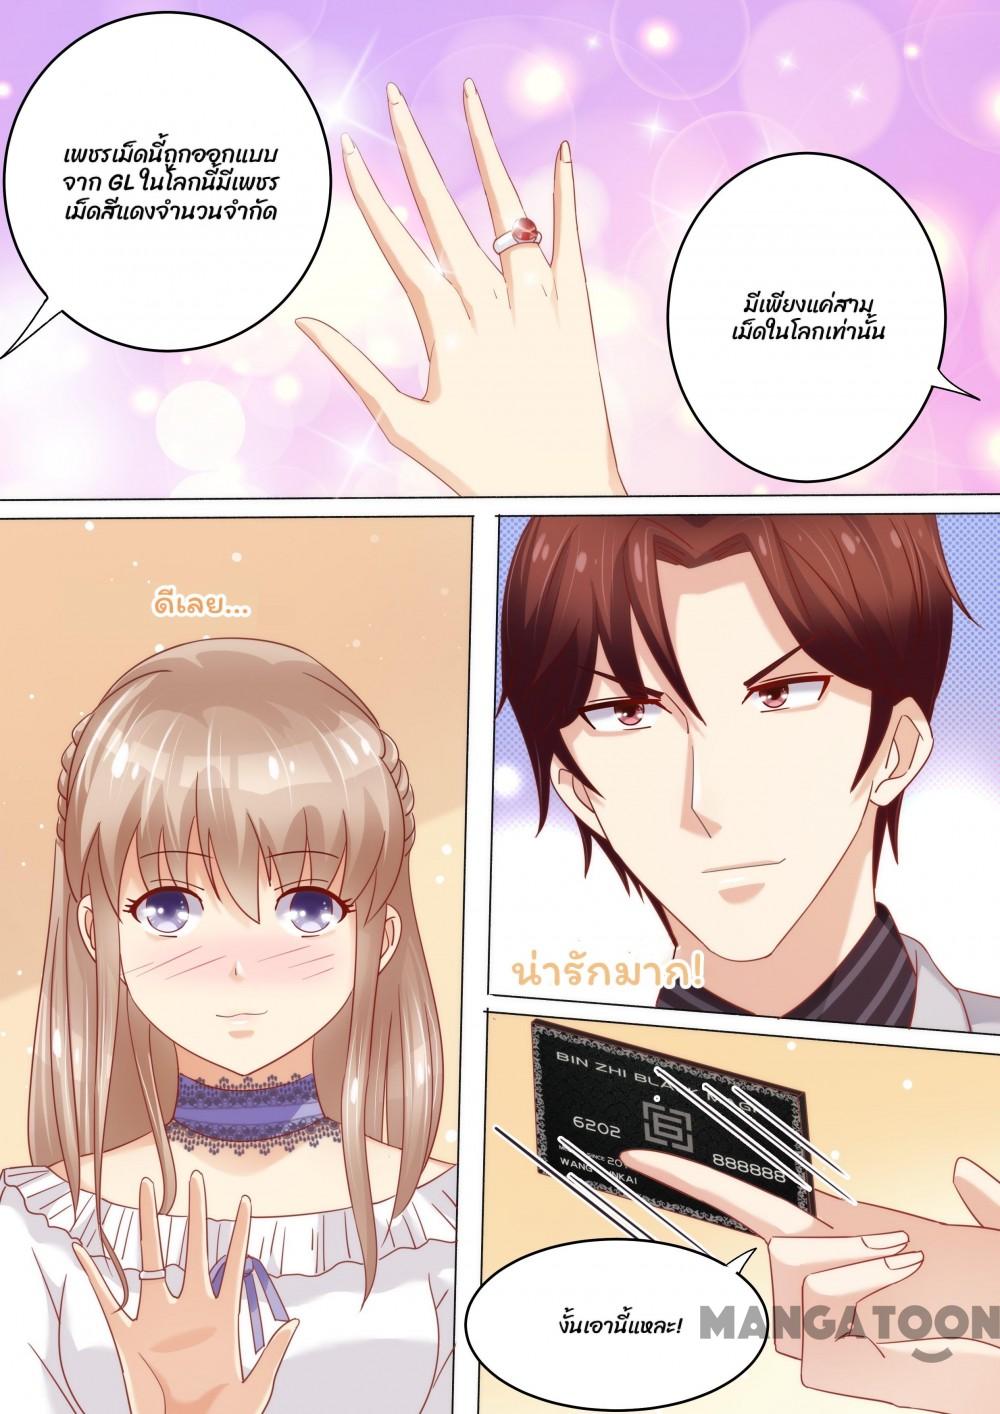 เพชรเม็ดนี้ถูกออกแบบ
จาก GL ในโลกนี้มีเพชร
เม็ดสีแดงจำนวนจำกัด
มีเพียงแค่สาม
เม็ดในโลกเท่านั้น
ดีเลย...
น่ารักมาก!
BIN ZHI
6202
888888
SINCE
WANG
KAI
งั้นเอานี้แหละ!
MANGATOON